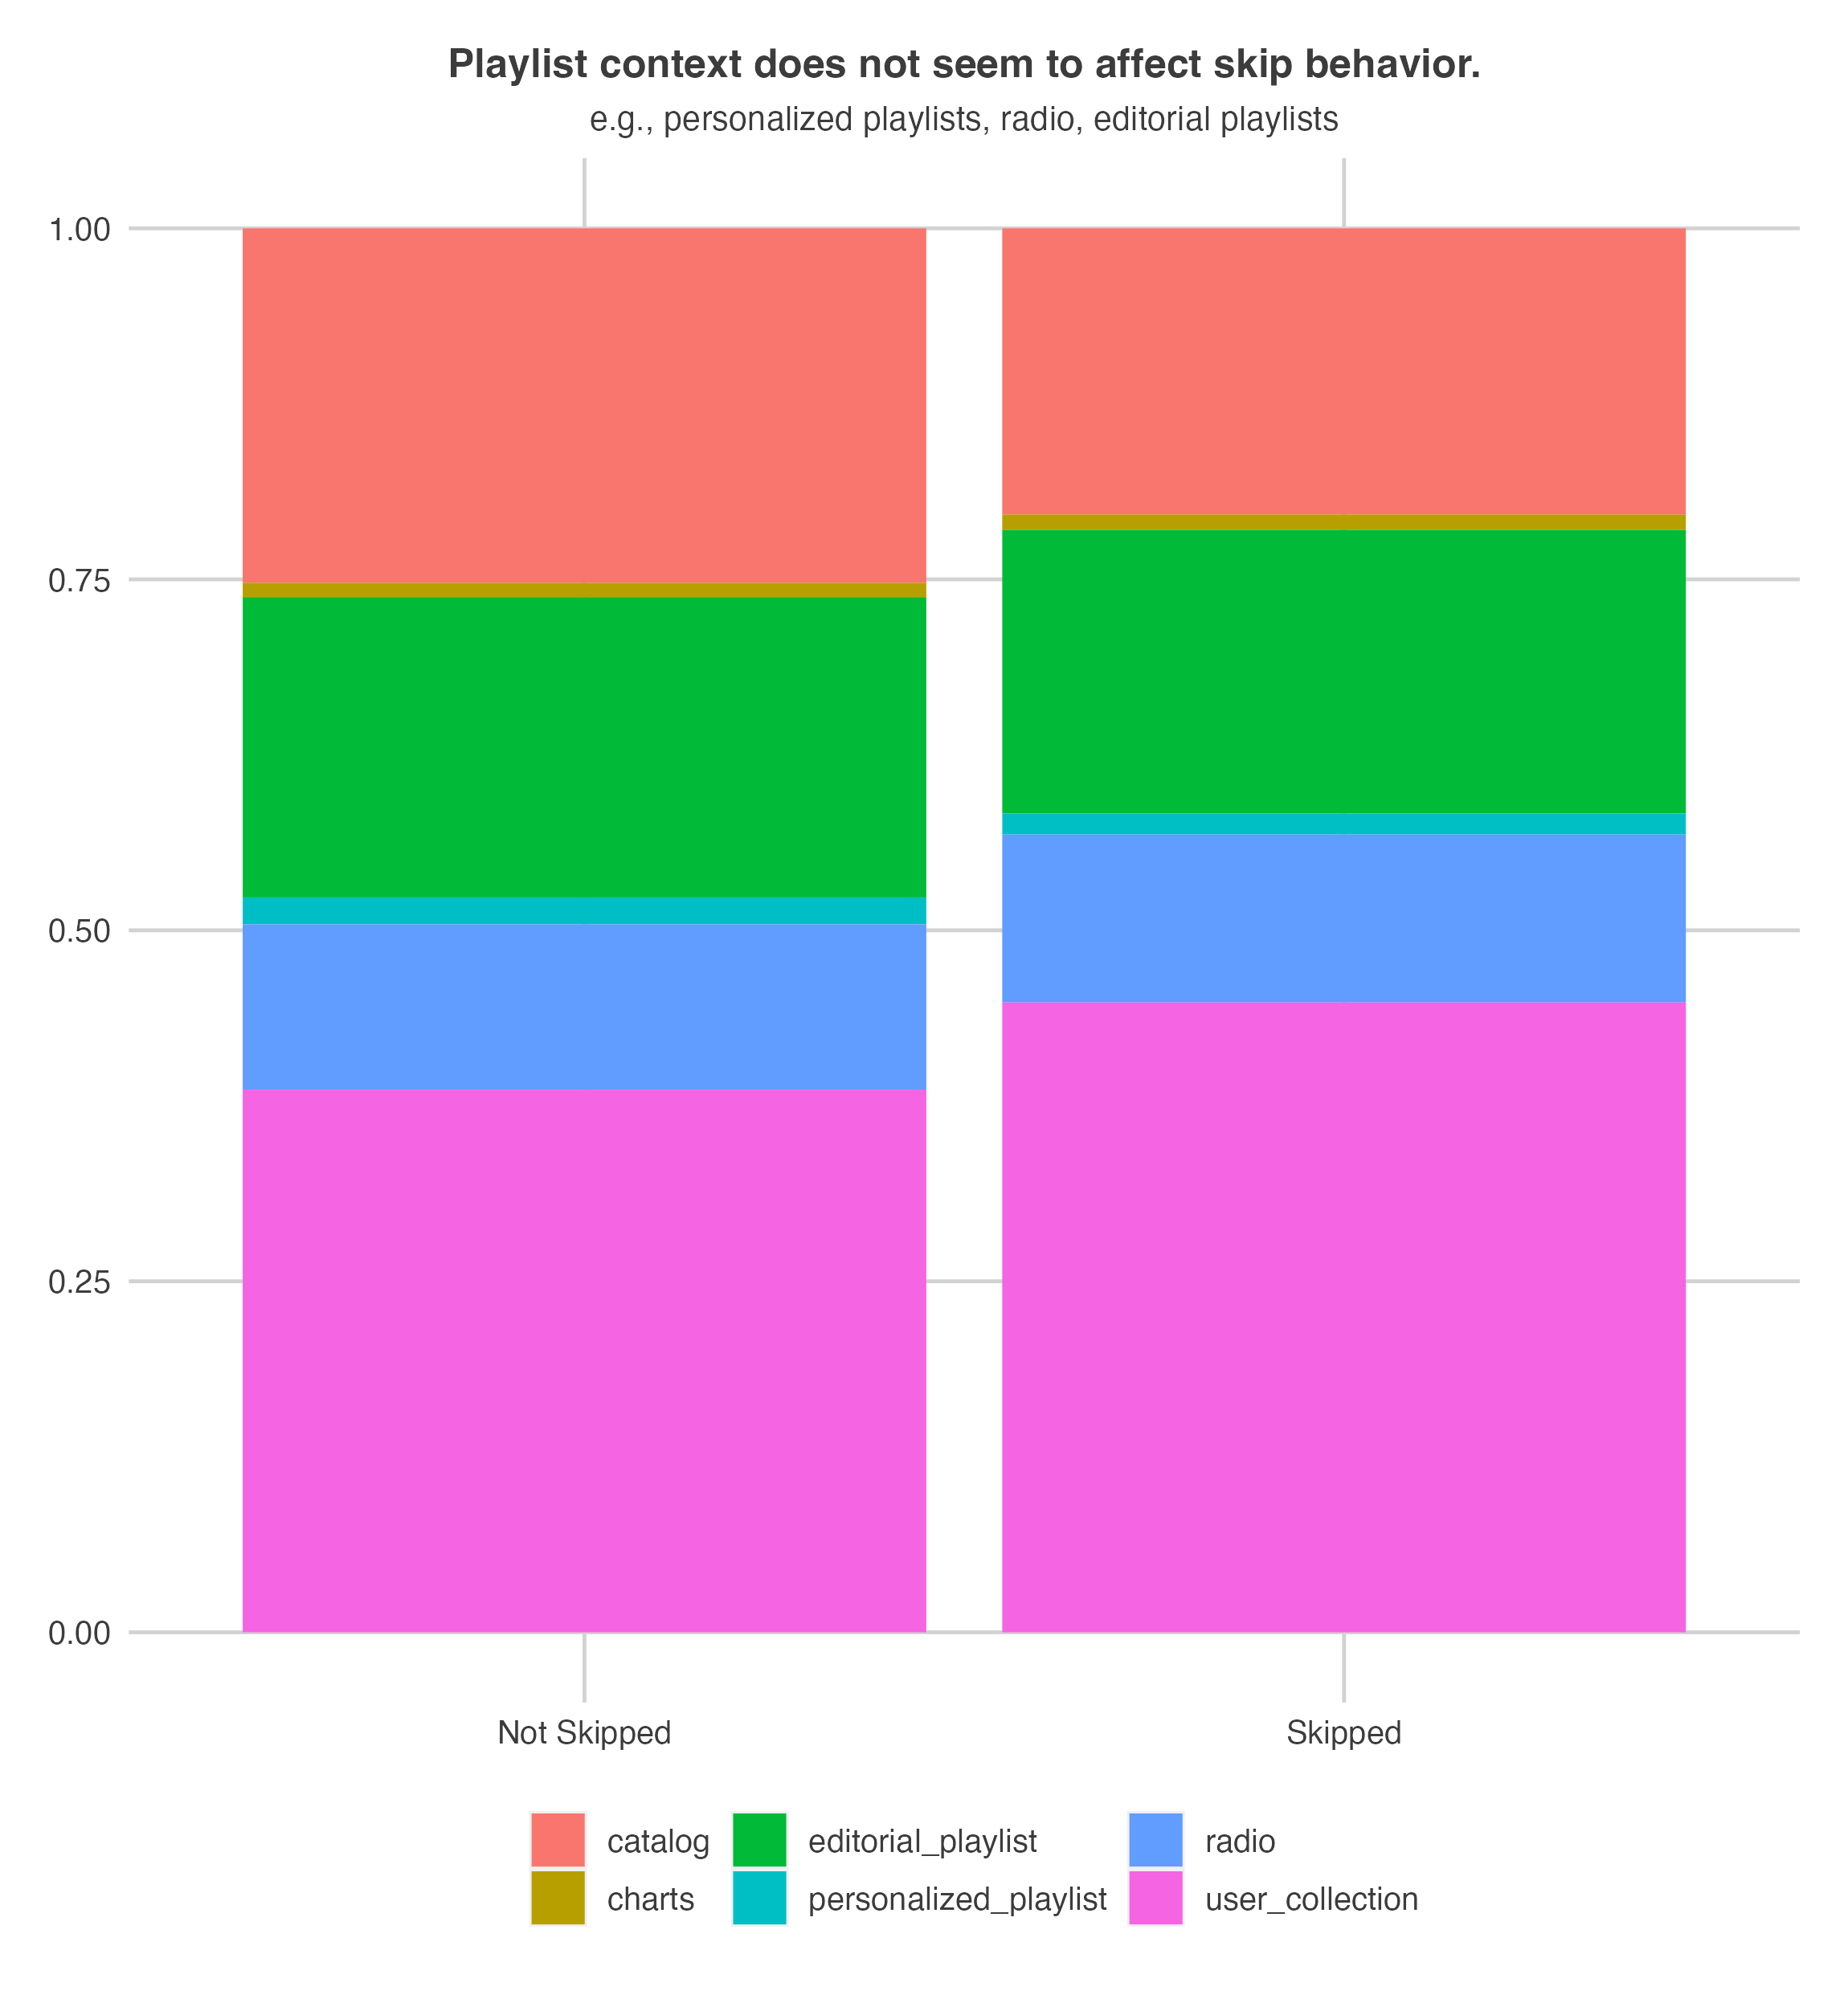 Playlist context does not seem to affect skip behavior.
e.g., personalized playlists, radio, editorial playlists
1.00
0.75
0.50
0.25
0.00
Not Skipped
Skipped
catalog
editorial_playlist
radio
charts
personalized_playlist
user_collection